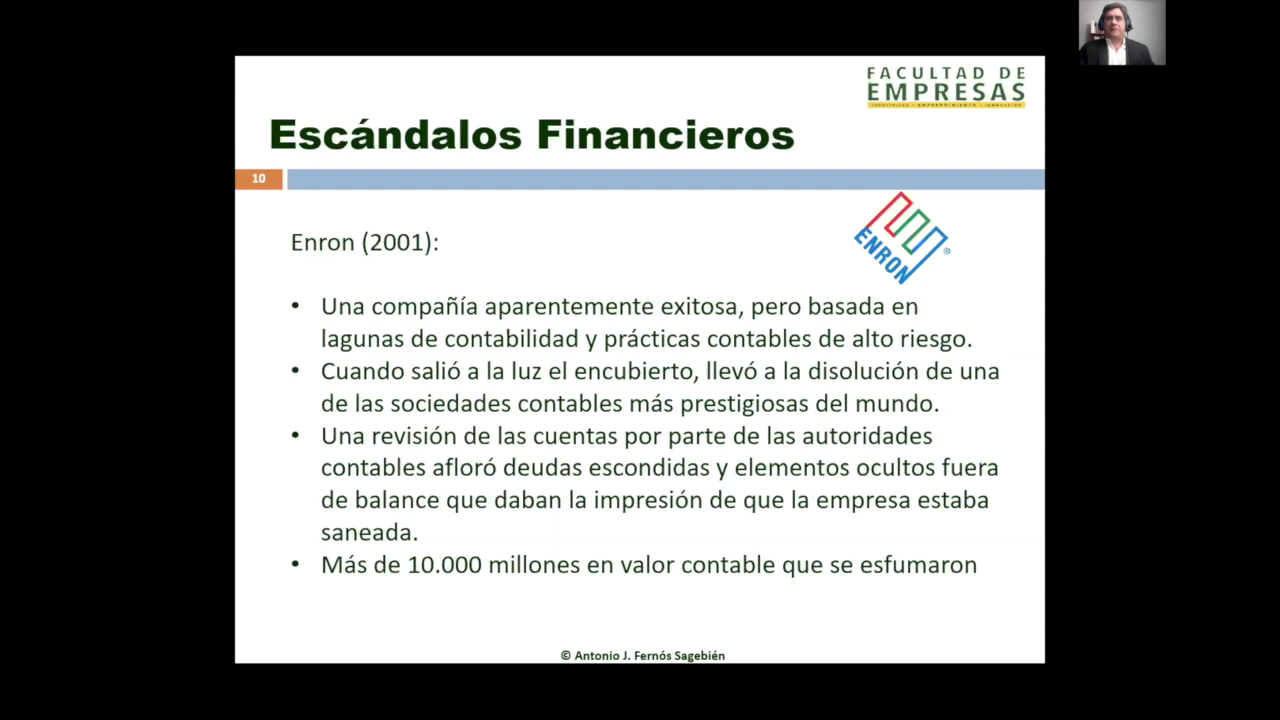 FACULTAD DE
EMPRESAS
Escándalos Financieros
10
ENRON
®
Enron (2001):
• Una compañía aparentemente exitosa, pero basada en
lagunas de contabilidad y prácticas contables de alto riesgo.
• Cuando salió a la luz el encubierto, llevó a la disolución de una
de las sociedades contables más prestigiosas del mundo.
• Una revisión de las cuentas por parte de las autoridades
contables afloró deudas escondidas y elementos ocultos fuera
de balance que daban la impresión de que la empresa estaba
saneada.
• Más de 10.000 millones en valor contable que se esfumaron
© Antonio J. Fernós Sagebién